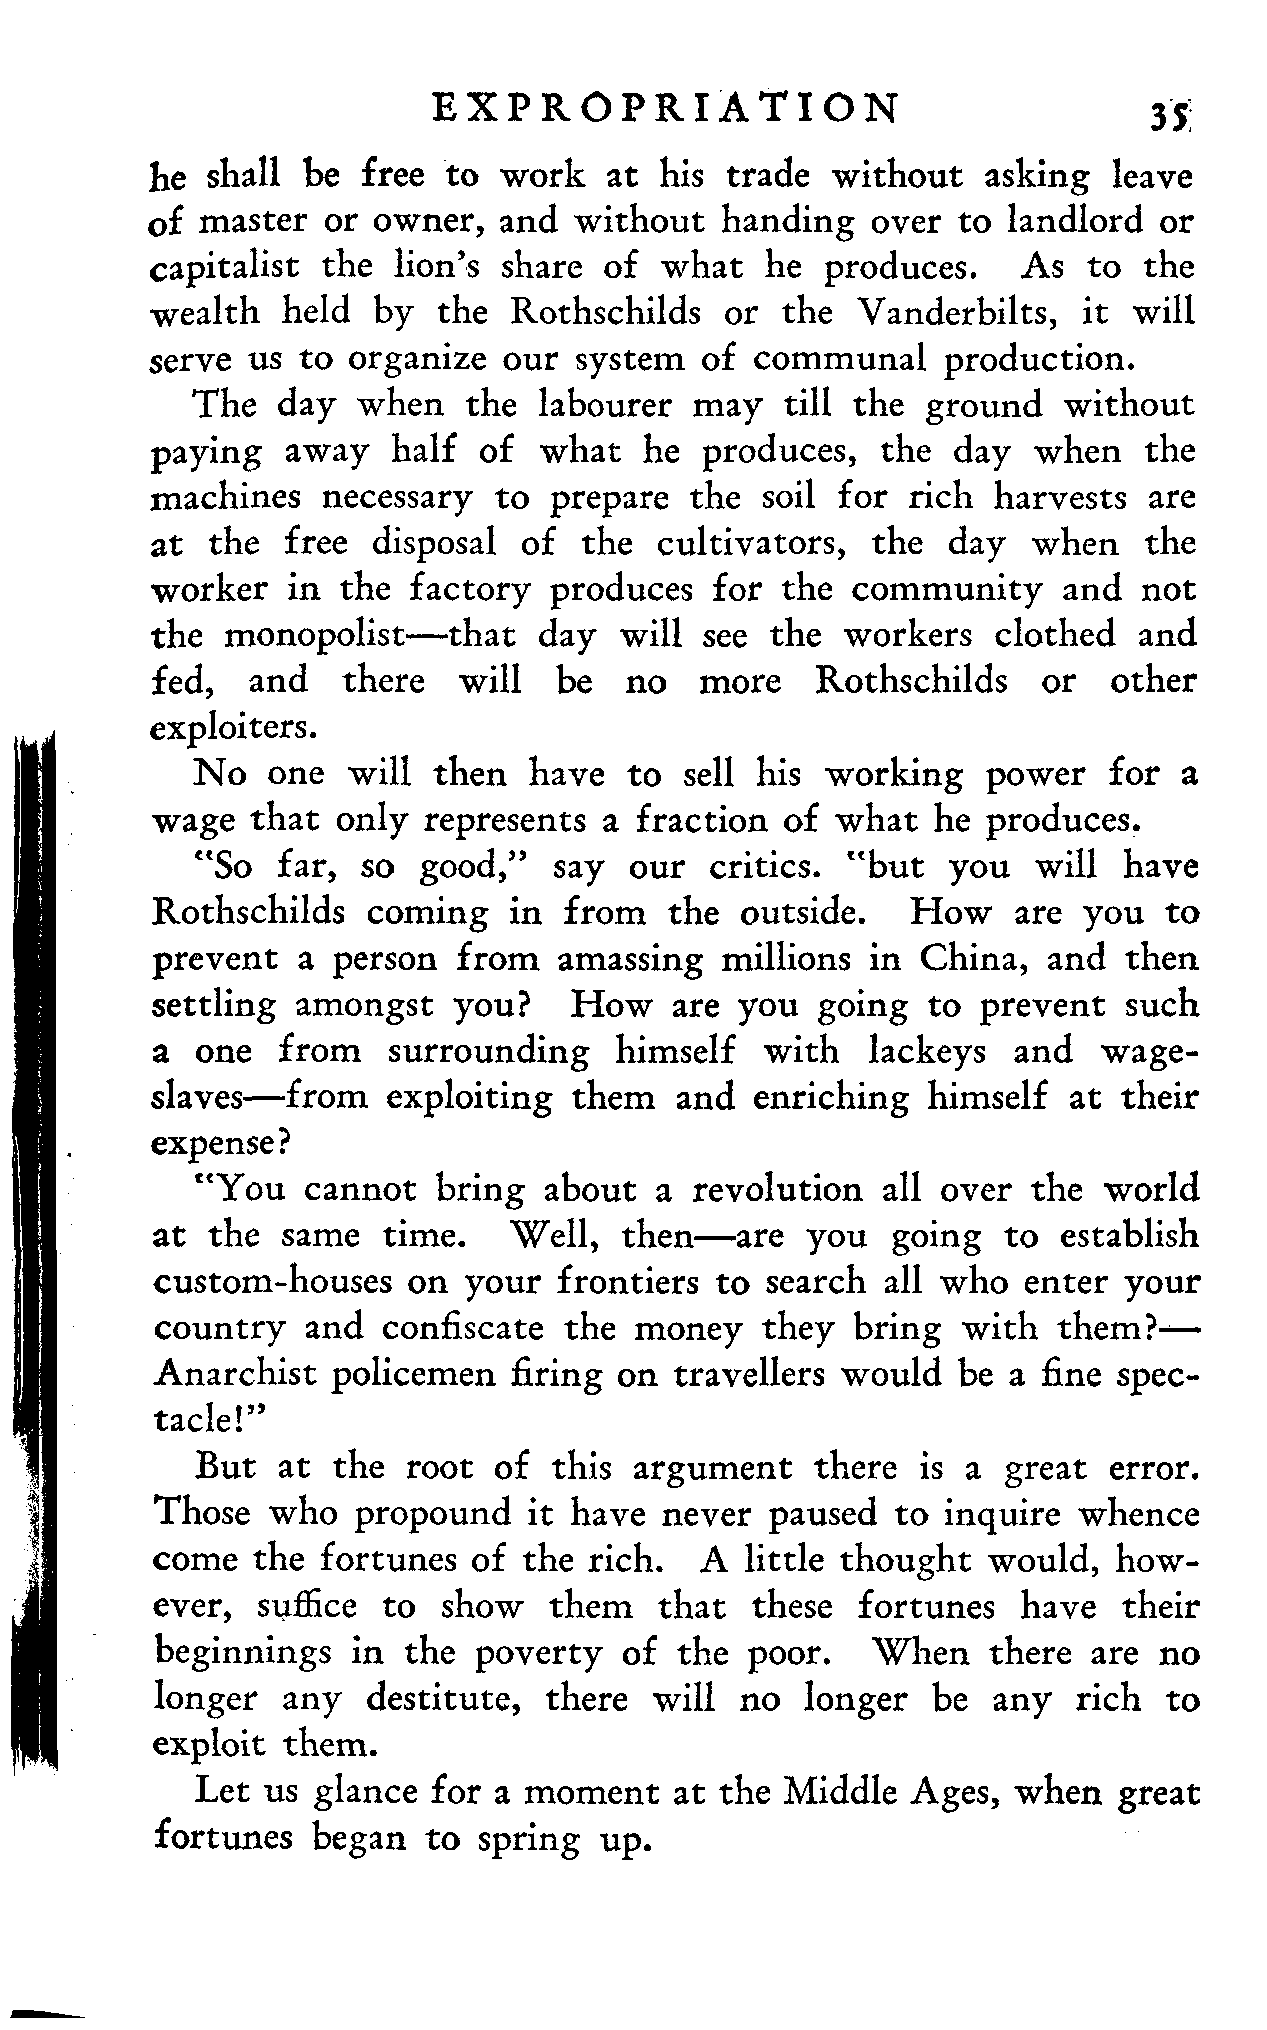 EXPROPRIATION 35
he shall be free to work at his trade without asking leave
of master or owner, and without handing over to landlord or
capitalist the lion's share of what he produces. As to the
wealth held by the Rothschilds or the Vanderbilts, it will
serve us to organize our system of communal production.
The day when the labourer may till the ground without
paying away half of what he produces, the day when the
machines necessary to prepare the soil for rich harvests are
at the free disposal of the cultivators, the day when the
worker in the factory produces for the community and not
the monopolist—that day will see the workers clothed and
fed, and there will be no more Rothschilds or other
exploiters.
No one will then have to sell his working power for a
wage that only represents a fraction of what he produces.
"So far, so good," say our critics. "but you will have
Rothschilds coming in from the outside. How are you to
prevent a person from amassing millions in China, and then
settling amongst you? How are you going to prevent such
a one from surrounding himself with lackeys and wage-
slaves—from exploiting them and enriching himself at their
expense?
"You cannot bring about a revolution all over the world
at the same time. Well, then—are you going to establish
custom-houses on your frontiers to search all who enter your
country and confiscate the money they bring with them?—
Anarchist policemen firing on travellers would be a fine spec-
tacle!"
But at the root of this argument there is a great error.
Those who propound it have never paused to inquire whence
come the fortunes of the rich. A little thought would, how-
ever, suffice to show them that these fortunes have their
beginnings in the poverty of the poor. When there are no
longer any destitute, there will no longer be any rich to
exploit them.
Let us glance for a moment at the Middle Ages, when great
fortunes began to spring up.